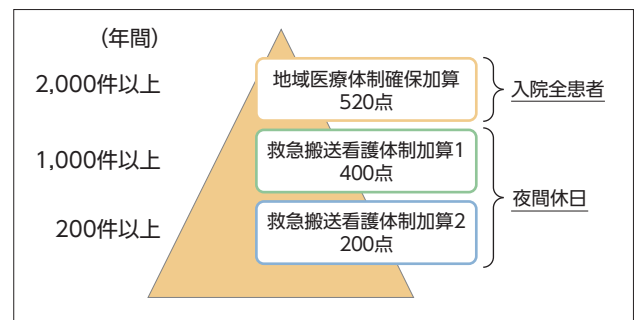 （年間）
2,000件以上
地域医療体制確保加算
520点
入院全患者
1,000件以上
救急搬送看護体制加算1
400点
夜間休日
200件以上
救急搬送看護体制加算2
200点